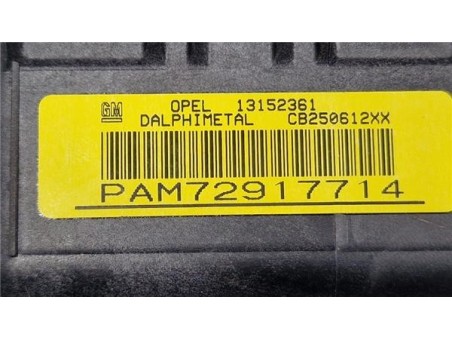 GM OPEL 13152361
DALPHIMETAL CB250612XX
PAM72917714